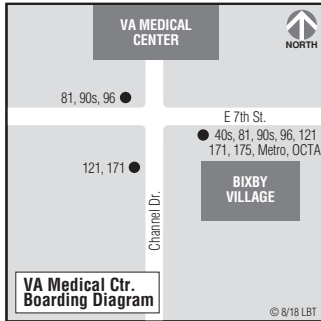 VA MEDICAL
CENTER
NORTH
81, 90s, 96
E 7th St.
40s, 81, 90s, 96, 121
171, 175, Metro, OCTA
121, 171
BIXBY
VILLAGE
Channel Dr.
VA Medical Ctr.
Boarding Diagram
© 8/18 LBT